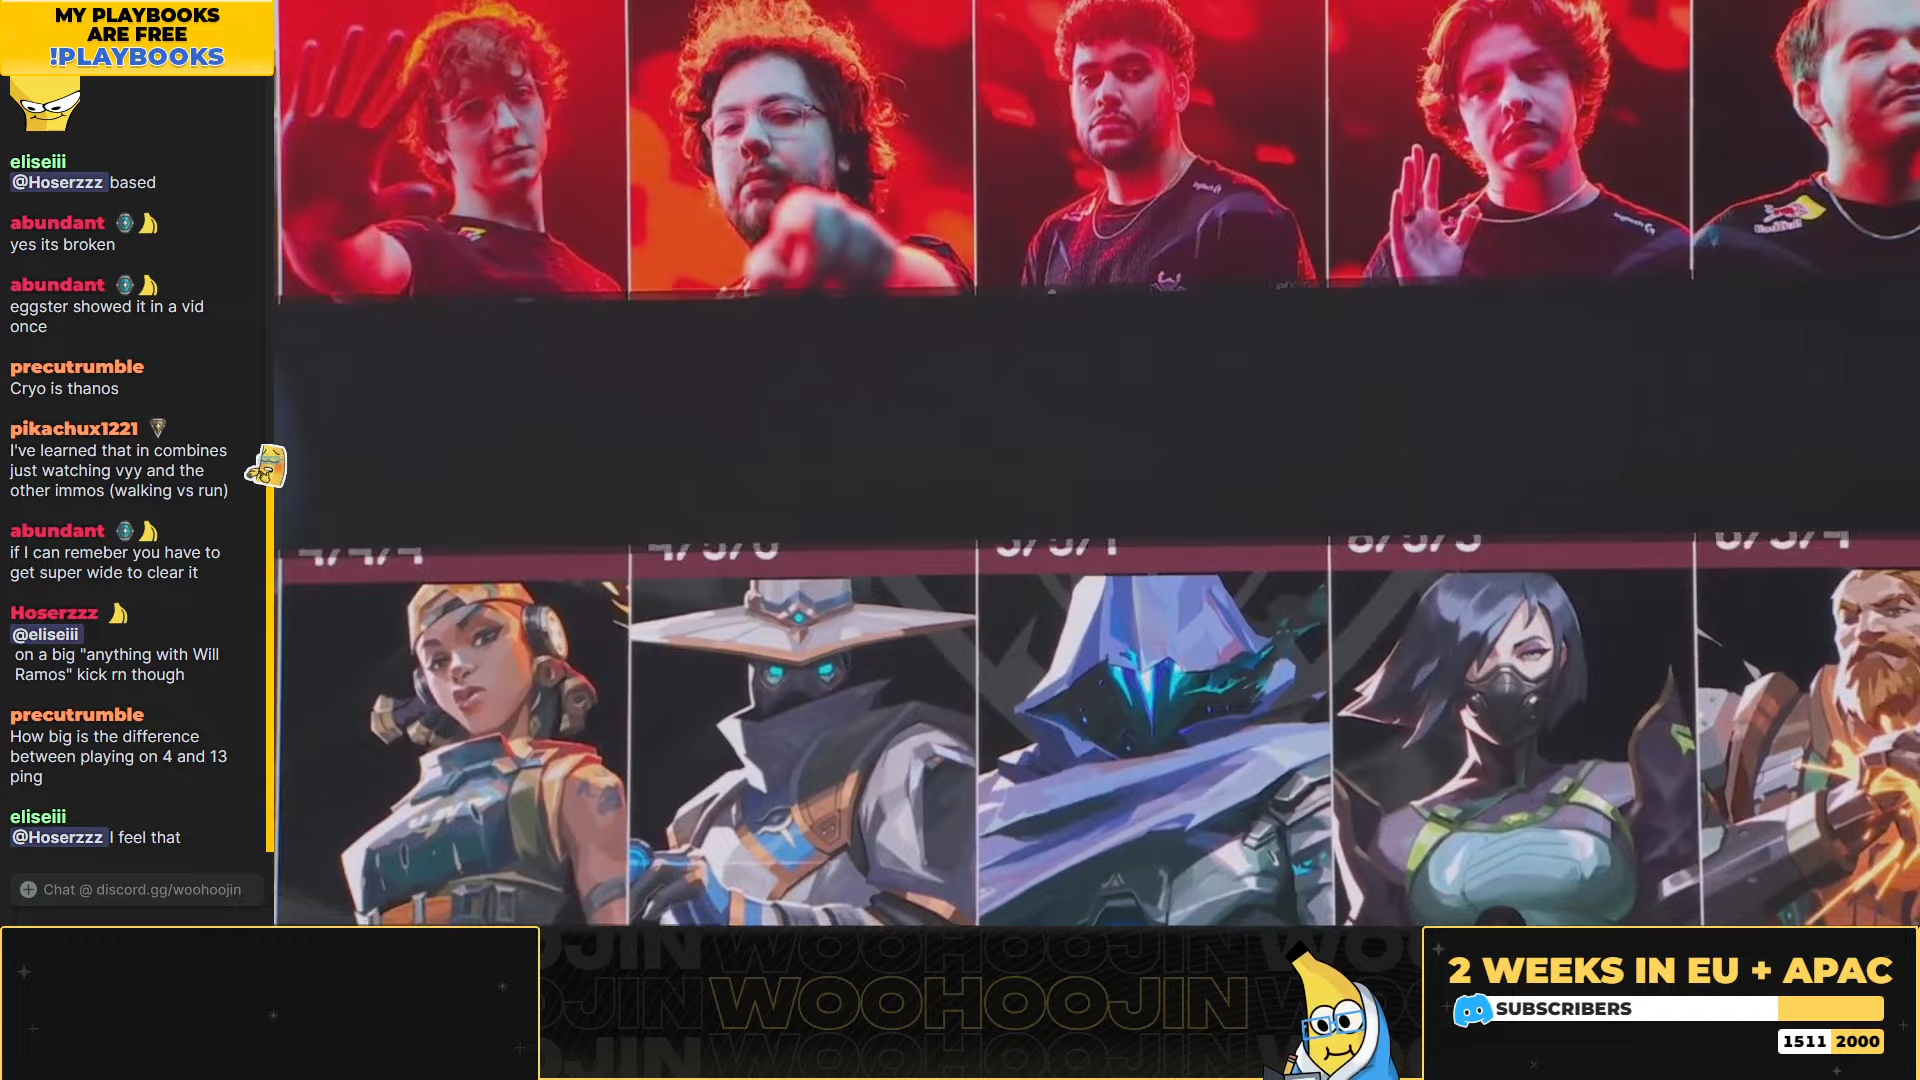 MY PLAYBOOKS
ARE FREE
!PLAYBOOKS
eliseiii
@Hoserzzz based
abundant
yes its broken
abundant
eggster showed it in a vid
once
precutrumble
Cryo is thanos
pikachux1221
I've learned that in combines
just watching vyy and the
other immos (walking vs run)
abundant
if I can remeber you have to
get super wide to clear it
Hoserzzz
@eliseiii
on a big "anything with Will
Ramos" kick rn though
precutrumble
How big is the difference
between playing on 4 and 13
ping
eliseiii
@Hoserzzz I feel that
Chat @ discord.gg/woohoojin
WOOHOOJIN
2 WEEKS IN EU + APAC
SUBSCRIBERS
1511 2000